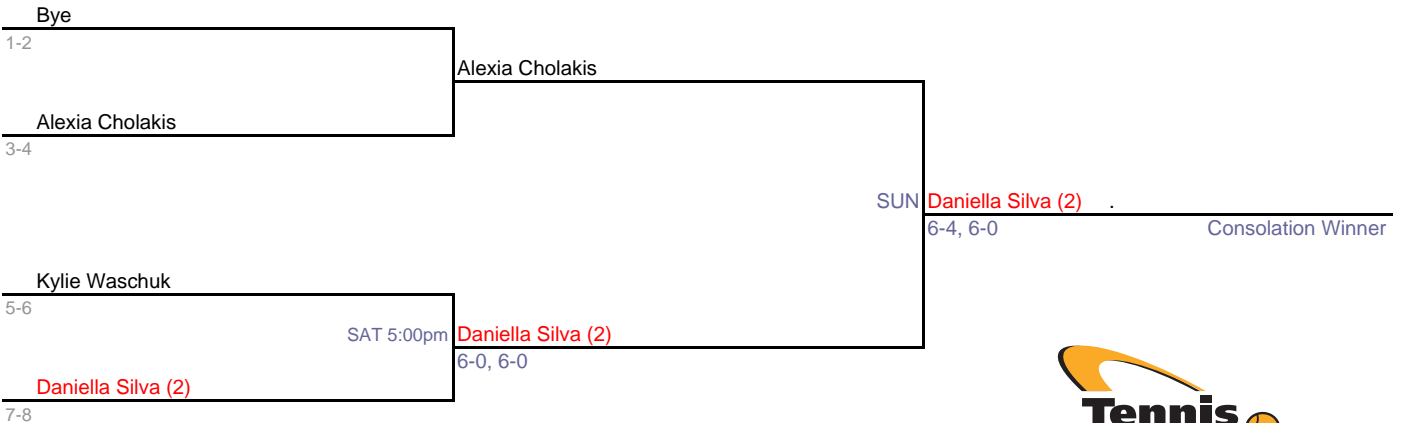 Bye
1-2
Alexia Cholakis
Alexia Cholakis
3-4
SUN Daniella Silva (2) .
6-4, 6-0 Consolation Winner
Kylie Waschuk
5-6
SAT 5:00pm Daniella Silva (2)
6-0, 6-0
Daniella Silva (2)
7-8
Tennis